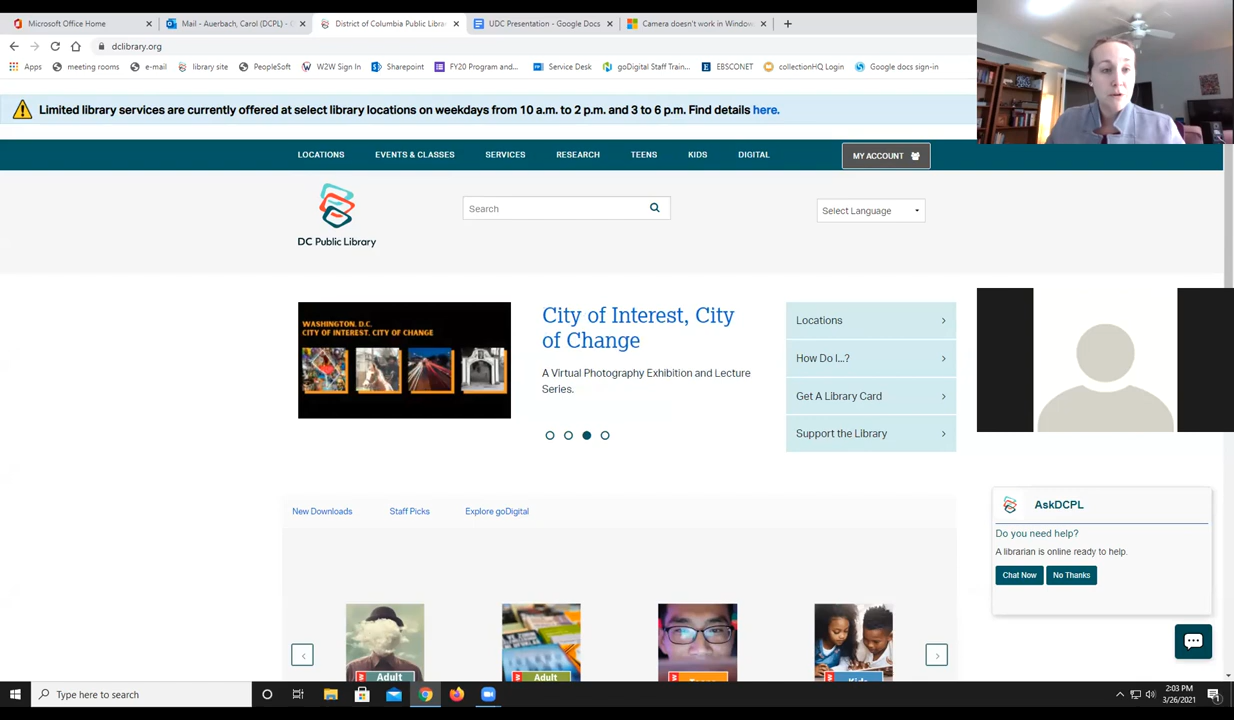 Microsoft Office Home
Mail - Auerbach, Carol (DCPL) -
District of Columbia Public Librar
UDC Presentation - Google Docs
Camera doesn't work in Window
dclibrary.org
Apps
meeting rooms
e-mail
library site
PeopleSoft
W2W Sign In
Sharepoint
FY20 Program and...
Service Desk
goDigital Staff Train...
EBSCONET
collectionHQ Login
Google docs sign-in
Limited library services are currently offered at select library locations on weekdays from 10 a.m. to 2 p.m. and 3 to 6 p.m. Find details here.
LOCATIONS
EVENTS & CLASSES
SERVICES
RESEARCH
TEENS
KIDS
DIGITAL
MY ACCOUNT
DC Public Library
Search
Select Language
WASHINGTON, D.C.
CITY OF INTEREST, CITY OF CHANGE
City of Interest, City
of Change
A Virtual Photography Exhibition and Lecture
Series.
Locations
How Do I...?
Get A Library Card
Support the Library
New Downloads
Staff Picks
Explore goDigital
AskDCPL
Do you need help?
A librarian is online ready to help.
Chat Now
No Thanks
Adult
Adult
Teens
Kids
Type here to search
2:03 PM
3/26/2021